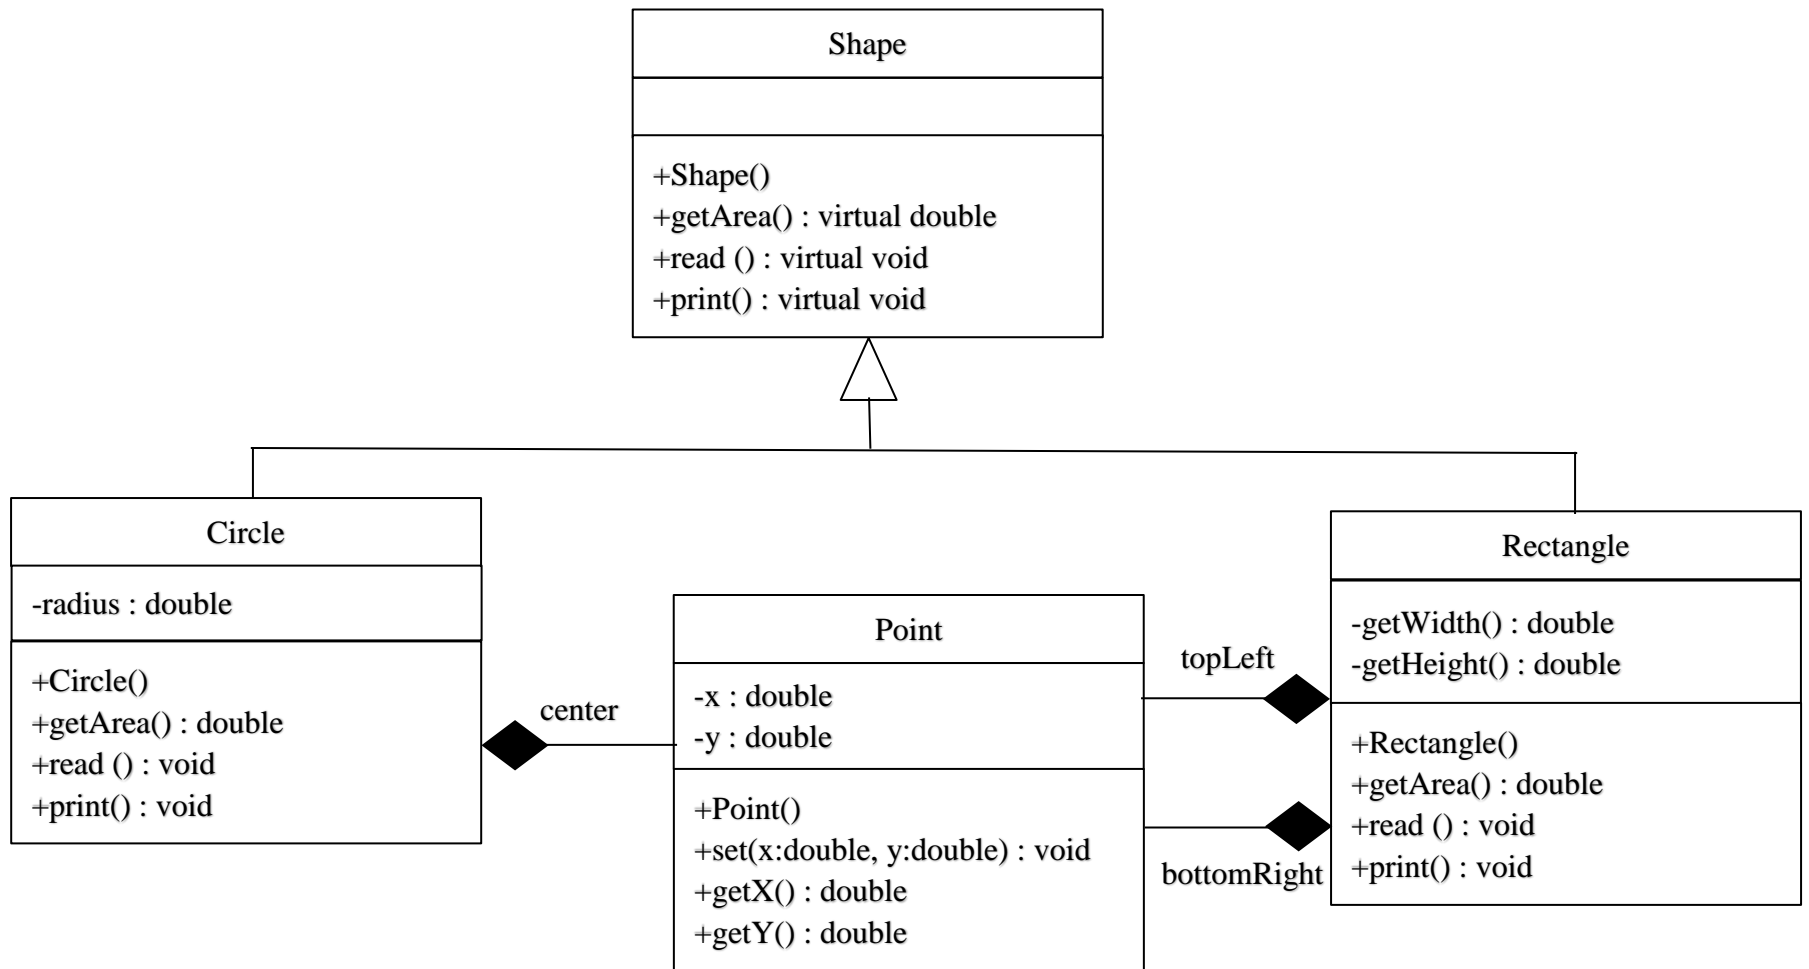 Shape
+Shape()
+getArea() : virtual double
+read () : virtual void
+print() : virtual void
Circle
-radius : double
+Circle()
+getArea() : double
+read () : void
+print() : void
center
Point
-x : double
-y : double
+Point()
+set(x:double, y:double) : void
+getX() : double
+getY() : double
topLeft
bottomRight
Rectangle
-getWidth() : double
-getHeight() : double
+Rectangle()
+getArea() : double
+read () : void
+print() : void